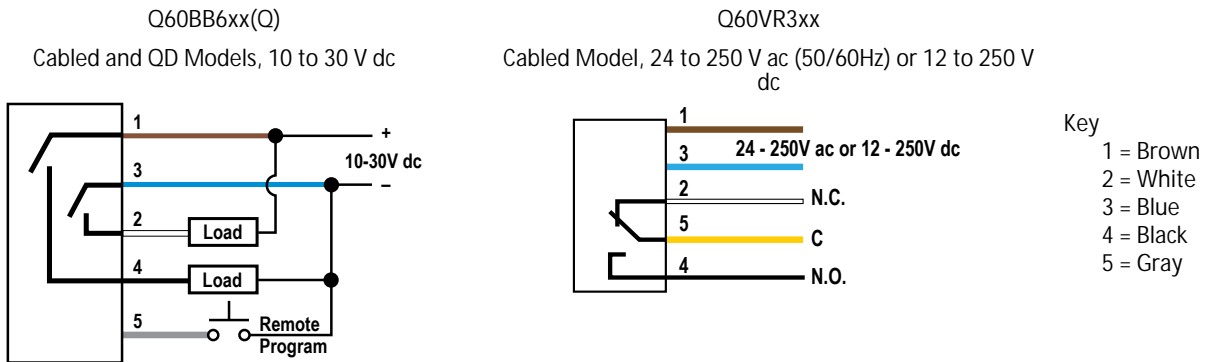 Q60BB6xx(Q)
Cabled and QD Models, 10 to 30 V dc
1
+
10-30V dc
3
–
2
Load
4
Load
5
Remote
Program
Q60VR3xx
Cabled Model, 24 to 250 V ac (50/60Hz) or 12 to 250 V
dc
1
24 - 250V ac or 12 - 250V dc
3
2
N.C.
5
C
4
N.O.
Key
1 = Brown
2 = White
3 = Blue
4 = Black
5 = Gray